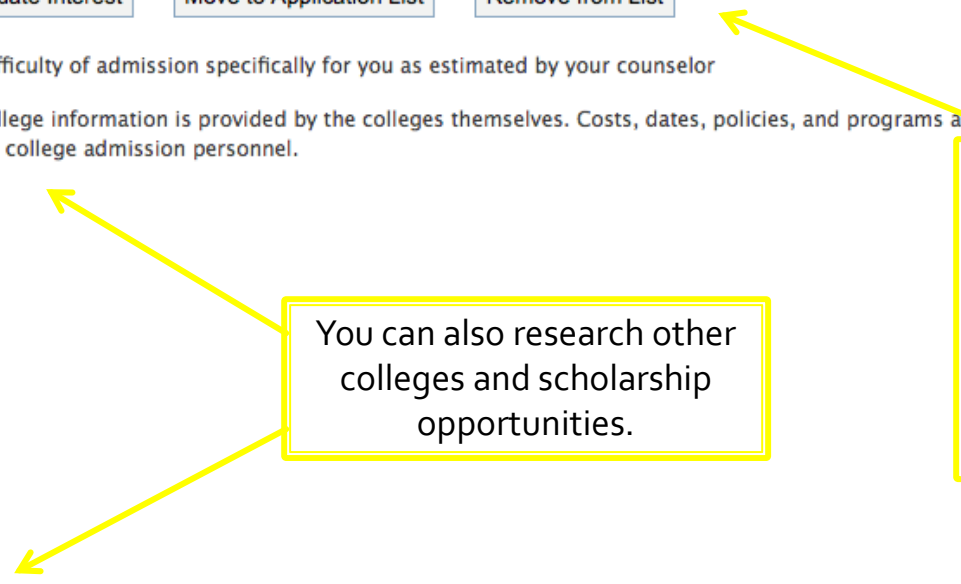 date Interest Move to Application List Remove from List
fficulty of admission specifically for you as estimated by your counselor
llege information is provided by the colleges themselves. Costs, dates, policies, and programs a
college admission personnel.
You can also research other
colleges and scholarship
opportunities.